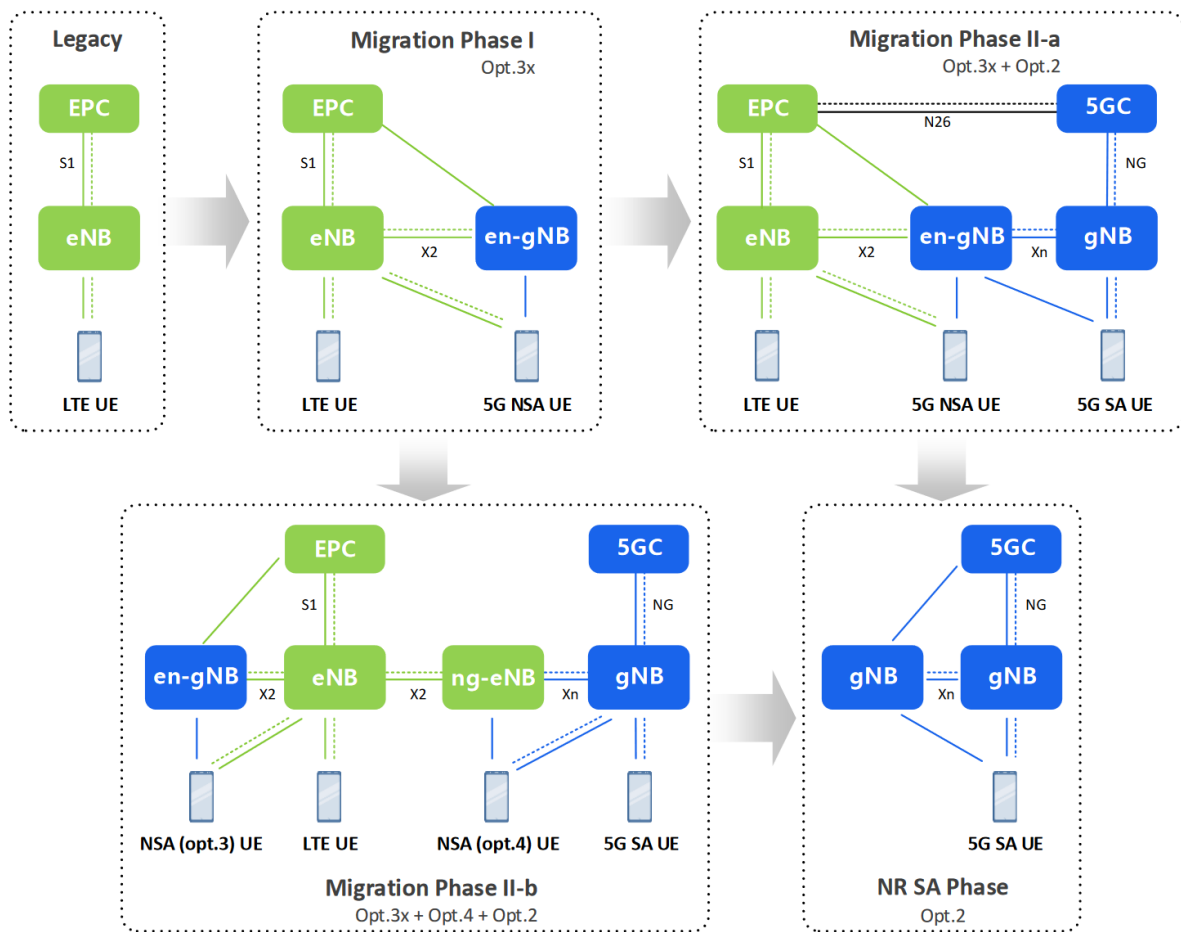 Legacy
EPC
S1
eNB
LTE UE
Migration Phase I
Opt.3x
EPC
S1
eNB
X2
en-gNB
LTE UE
5G NSA UE
Migration Phase II-a
Opt.3x + Opt.2
EPC
N26
5GC
S1
NG
eNB
X2
en-gNB
Xn
gNB
LTE UE
5G NSA UE
5G SA UE
EPC
5GC
S1
NG
en-gNB
X2
eNB
X2
ng-eNB
Xn
gNB
NSA (opt.3) UE
LTE UE
NSA (opt.4) UE
5G SA UE
Migration Phase II-b
Opt.3x + Opt.4 + Opt.2
5GC
NG
gNB
Xn
gNB
5G SA UE
NR SA Phase
Opt.2